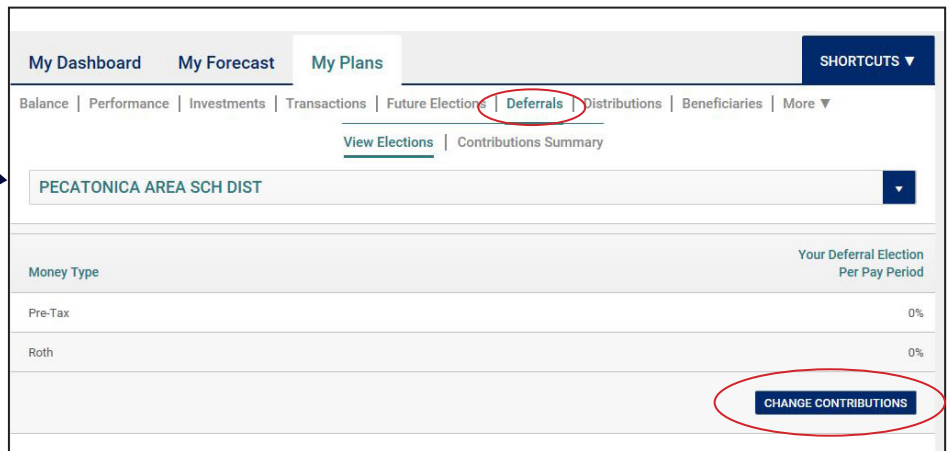 My Dashboard My Forecast My Plans SHORTCUTS ▼
Balance | Performance | Investments | Transactions | Future Elections | Deferrals | Distributions | Beneficiaries | More ▼
View Elections | Contributions Summary
PECATONICA AREA SCH DIST
Your Deferral Election
Money Type Per Pay Period
Pre-Tax 0%
Roth 0%
CHANGE CONTRIBUTIONS